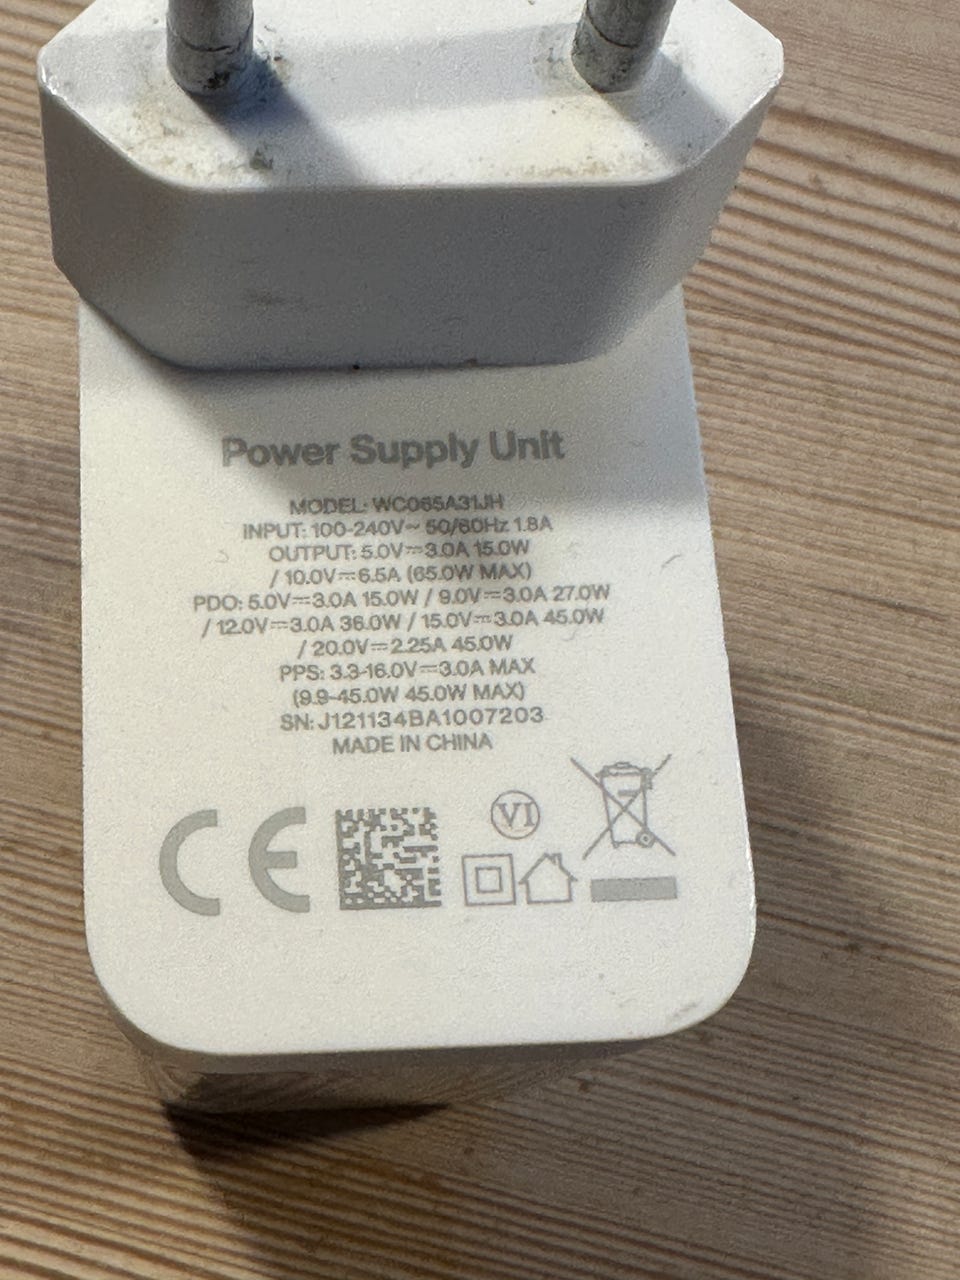 Power Supply Unit
MODEL: WC065A31JH
INPUT: 100-240V~ 50/60Hz 1.8A
OUTPUT: 5.0V⎓3.0A 15.0W
/ 10.0V⎓6.5A (65.0W MAX)
PDO: 5.0V⎓3.0A 15.0W / 9.0V⎓3.0A 27.0W
/ 12.0V⎓3.0A 36.0W / 15.0V⎓3.0A 45.0W
/ 20.0V⎓2.25A 45.0W
PPS: 3.3-16.0V⎓3.0A MAX
(9.9-45.0W 45.0W MAX)
SN: J121134BA1007203
MADE IN CHINA
CE VI